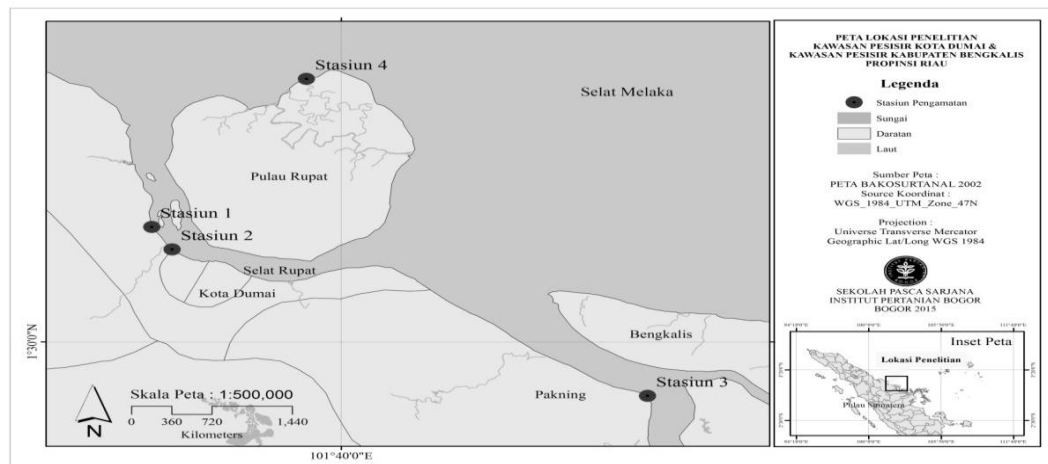 Stasiun 4
Selat Melaka
Pulau Rupat
Stasiun 1
Stasiun 2
Selat Rupat
Kota Dumai
Bengkalis
Stasiun 3
Pakning
1°30'0"N
101°40'0"E
Skala Peta : 1:500,000
0 360 720 1,440
Kilometers
N
PETA LOKASI PENELITIAN
KAWASAN PESISIR KOTA DUMAI &
KAWASAN PESISIR KABUPATEN BENGKALIS
PROPINSI RIAU
Legenda
Stasiun Pengamatan
Sungai
Daratan
Laut
Sumber Peta :
PETA BAKOSURTANAL 2002
Source Koordinat :
WGS_1984_UTM_Zone_47N
Projection :
Universe Transverse Mercator
Geographic Lat/Long WGS 1984
SEKOLAH PASCA SARJANA
INSTITUT PERTANIAN BOGOR
BOGOR 2015
Inset Peta
Lokasi Penelitian
Pulau Sumatera